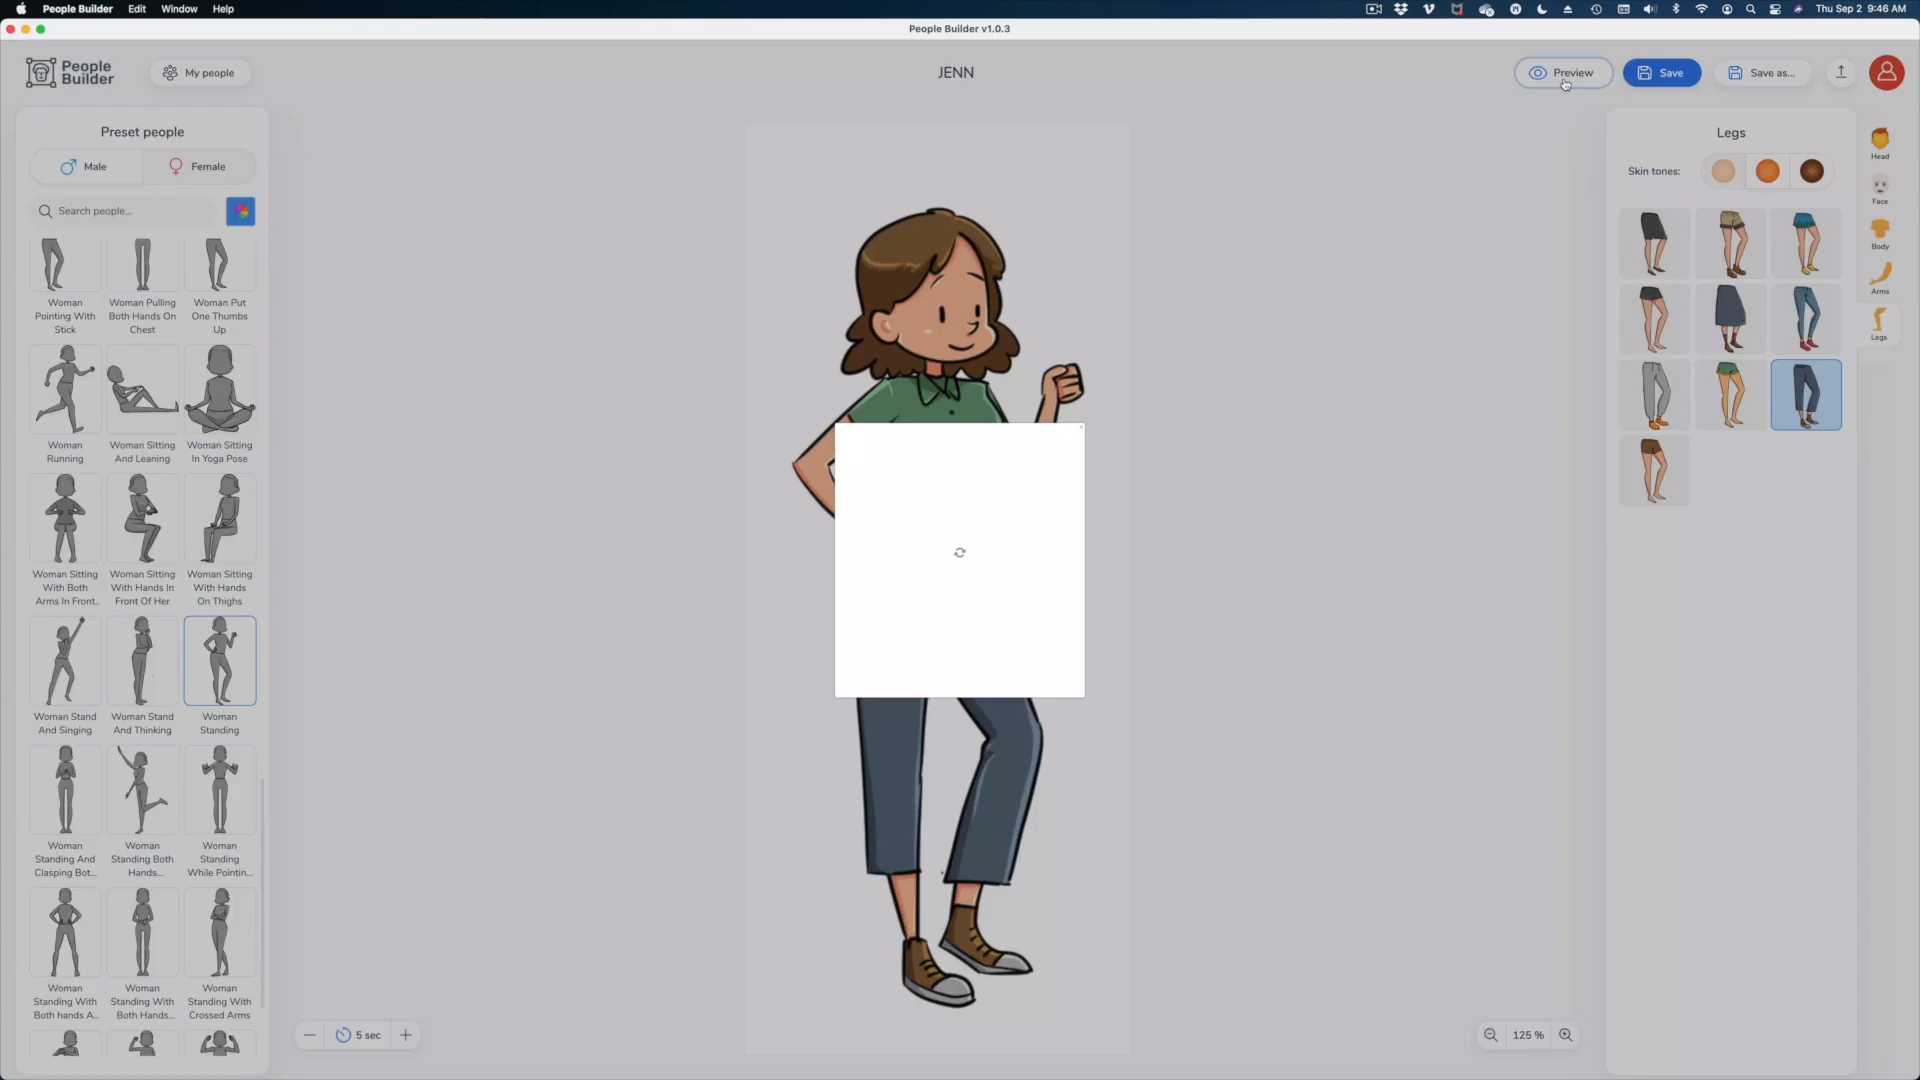 People Builder Edit Window Help
Thu Sep 2 9:46 AM
People Builder v1.0.3
People
Builder
My people
JENN
Preview
Save
Save as...
Preset people
Male
Female
Search people...
Woman
Pointing With
Stick
Woman Pulling
Both Hands On
Chest
Woman Put
One Thumbs
Up
Woman
Running
Woman Sitting
And Leaning
Woman Sitting
In Yoga Pose
Woman Sitting
With Both
Arms In Front..
Woman Sitting
With Hands In
Front Of Her
Woman Sitting
With Hands
On Thighs
Woman Stand
And Singing
Woman Stand
And Thinking
Woman
Standing
Woman
Standing And
Clasping Bot...
Woman
Standing Both
Hands...
Woman
Standing
While Pointin...
Woman
Standing With
Both hands A...
Woman
Standing With
Both Hands...
Woman
Standing With
Crossed Arms
5 sec
125 %
Legs
Skin tones:
Head
Face
Body
Arms
Legs